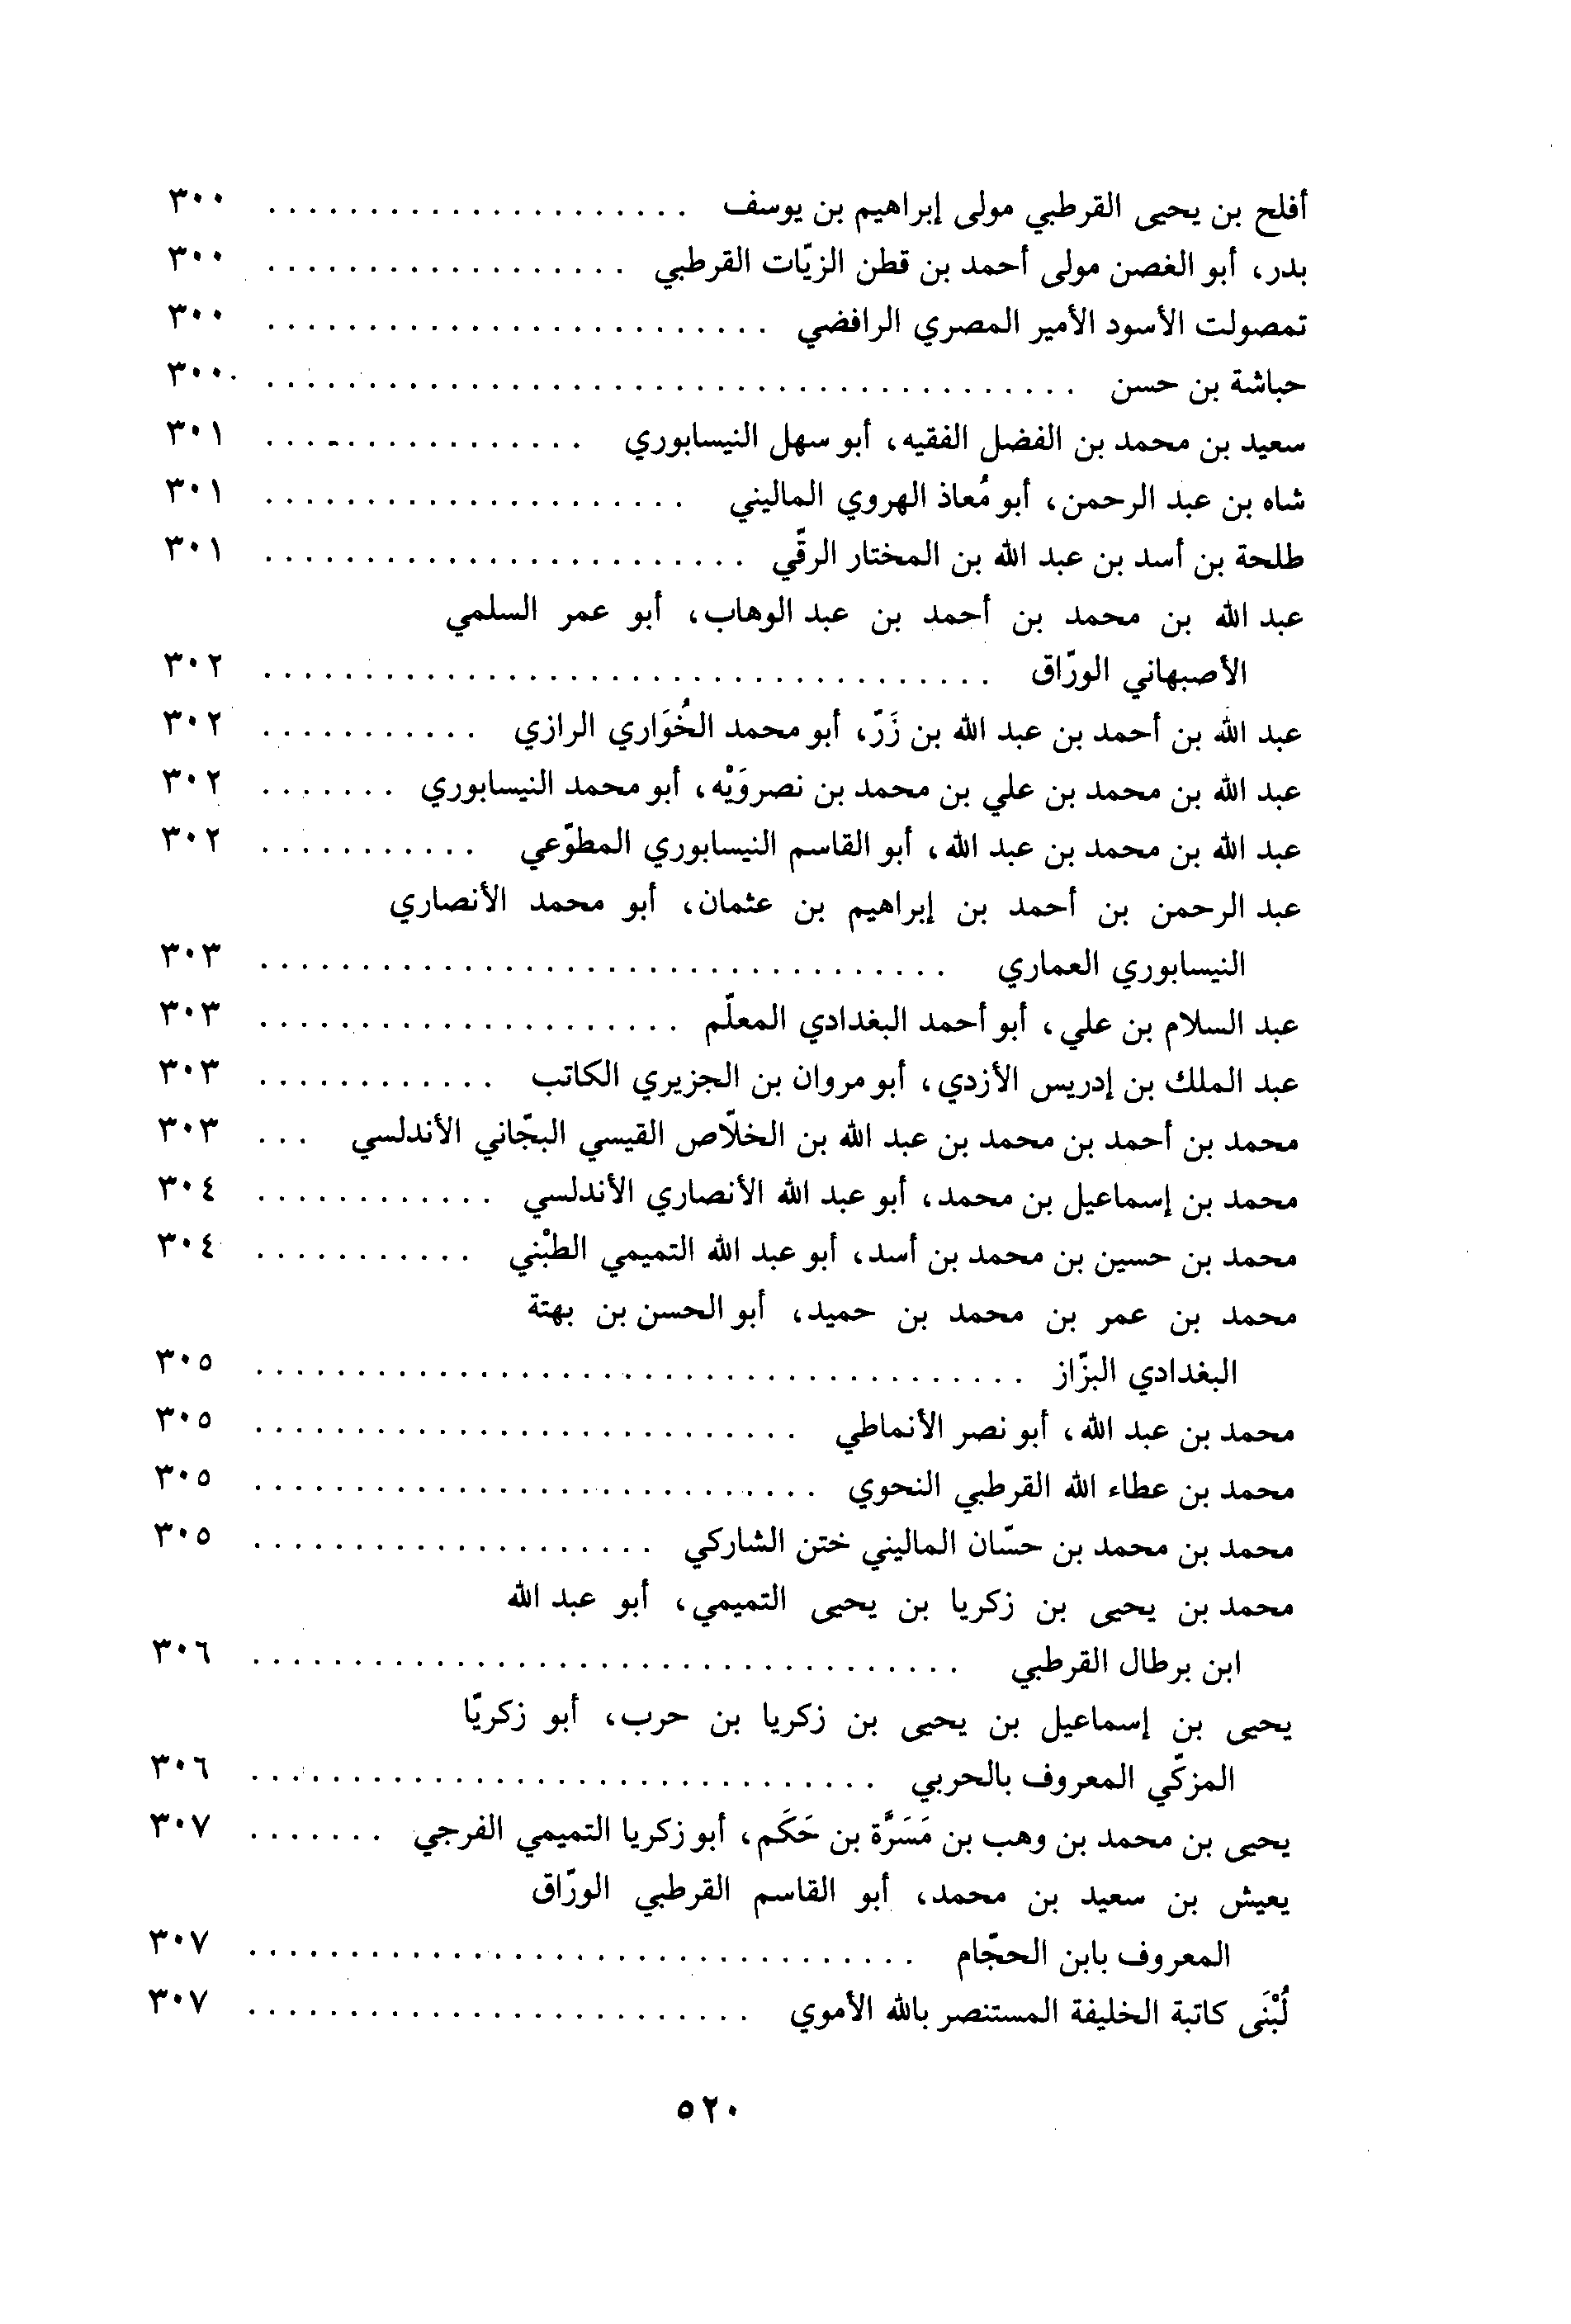 أفلح بن يحيى القرطبي مولى إبراهيم بن يوسف . . . . . . . . . . . . . . . . . . . . . ٣٠٠
بدر، أبو الغصن مولى أحمد بن قطن الزيّات القرطبي . . . . . . . . . . . . . . . . . . ٣٠٠
تمصولت الأسود الأمير المصري الرافضي . . . . . . . . . . . . . . . . . . . . . . . . . ٣٠٠
حباشة بن حسن . . . . . . . . . . . . . . . . . . . . . . . . . . . . . . . . . . . . . . . . ٣٠٠
سعيد بن محمد بن الفضل الفقيه، أبو سهل النيسابوري . . . . . . . . . . . . . . . . ٣٠١
شاه بن عبد الرحمن، أبو مُعاذ الهروي الماليني . . . . . . . . . . . . . . . . . . . . . ٣٠١
طلحة بن أسد بن عبد الله بن المختار الرقّي . . . . . . . . . . . . . . . . . . . . . . . . ٣٠١
عبد الله بن محمد بن أحمد بن عبد الوهاب، أبو عمر السلمي
الأصبهاني الورّاق . . . . . . . . . . . . . . . . . . . . . . . . . . . . . . . . . . . . ٣٠٢
عبد الله بن أحمد بن عبد الله بن زَرّ، أبو محمد الخُوَاري الرازي . . . . . . . . . . . ٣٠٢
عبد الله بن محمد بن علي بن محمد بن نصرويْه، أبو محمد النيسابوري . . . . . . . ٣٠٢
عبد الله بن محمد بن عبد الله، أبو القاسم النيسابوري المطوّعي . . . . . . . . . . . ٣٠٢
عبد الرحمن بن أحمد بن إبراهيم بن عثمان، أبو محمد الأنصاري
النيسابوري العماري . . . . . . . . . . . . . . . . . . . . . . . . . . . . . . . . . . ٣٠٣
عبد السلام بن علي، أبو أحمد البغدادي المعلّم . . . . . . . . . . . . . . . . . . . . . ٣٠٣
عبد الملك بن إدريس الأزدي، أبو مروان بن الجزيري الكاتب . . . . . . . . . . . . ٣٠٣
محمد بن أحمد بن محمد بن عبد الله بن الخلّاص القيسي البجّاني الأندلسي . . . ٣٠٣
محمد بن إسماعيل بن محمد، أبو عبد الله الأنصاري الأندلسي . . . . . . . . . . . . ٣٠٤
محمد بن حسين بن محمد بن أسد، أبو عبد الله التميمي الطبْني . . . . . . . . . . . ٣٠٤
محمد بن عمر بن محمد بن حميد، أبو الحسن بن بهتة
البغدادي البزّاز . . . . . . . . . . . . . . . . . . . . . . . . . . . . . . . . . . . . . . ٣٠٥
محمد بن عبد الله، أبو نصر الأنماطي . . . . . . . . . . . . . . . . . . . . . . . . . . . ٣٠٥
محمد بن عطاء الله القرطبي النحوي . . . . . . . . . . . . . . . . . . . . . . . . . . . . ٣٠٥
محمد بن محمد بن حسّان الماليني ختن الشاركي . . . . . . . . . . . . . . . . . . . . ٣٠٥
محمد بن يحيى بن زكريا بن يحيى التميمي، أبو عبد الله
ابن برطال القرطبي . . . . . . . . . . . . . . . . . . . . . . . . . . . . . . . . . . . ٣٠٦
يحيى بن إسماعيل بن يحيى بن زكريا بن حرب، أبو زكريّا
المزكّي المعروف بالحربي . . . . . . . . . . . . . . . . . . . . . . . . . . . . . . . ٣٠٦
يحيى بن محمد بن وهب بن مَسَرَّة بن حَكَم، أبو زكريا التميمي الفرجي . . . . . . . ٣٠٧
يعيش بن سعيد بن محمد، أبو القاسم القرطبي الورّاق
المعروف بابن الحجّام . . . . . . . . . . . . . . . . . . . . . . . . . . . . . . . . . ٣٠٧
لُبْنَى كاتبة الخليفة المستنصر بالله الأموي . . . . . . . . . . . . . . . . . . . . . . . . . ٣٠٧
٥٢٠